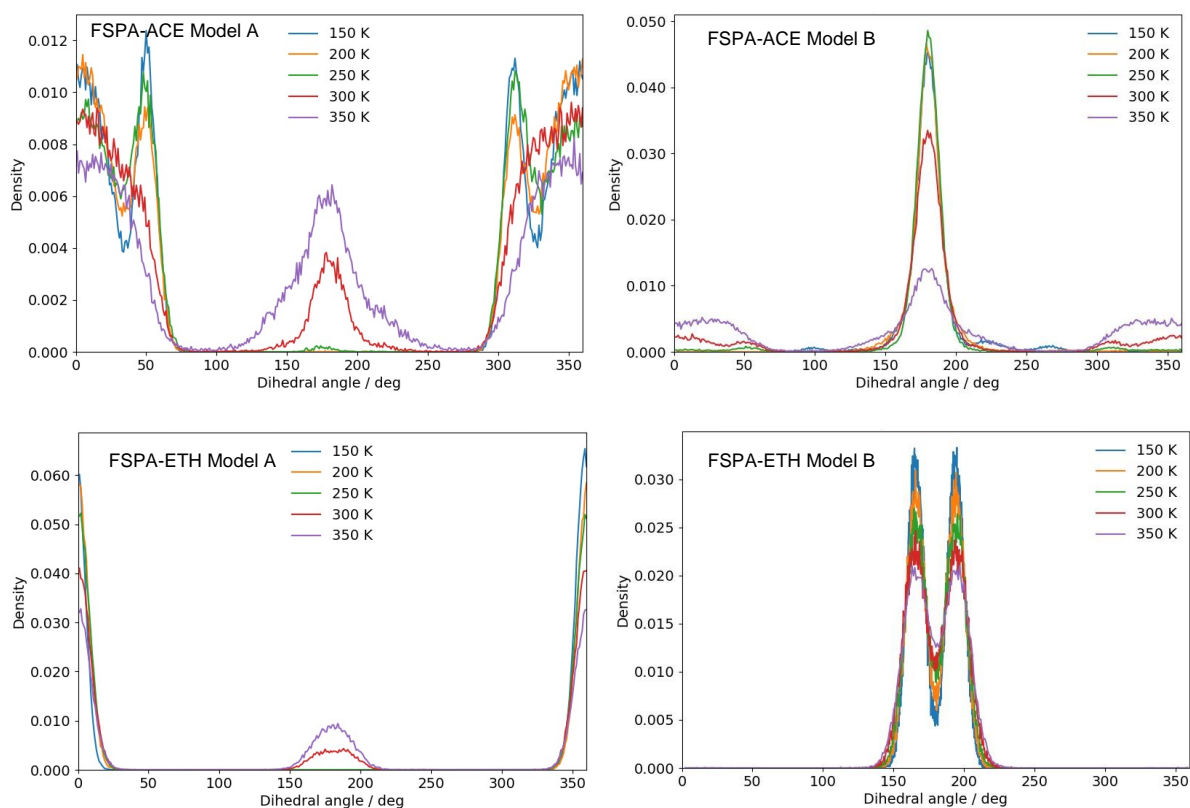 FSPA-ACE Model A
150 K
200 K
250 K
300 K
350 K
0.012
0.010
0.008
0.006
0.004
0.002
0.000
Density
0 50 100 150 200 250 300 350
Dihedral angle / deg
FSPA-ACE Model B
150 K
200 K
250 K
300 K
350 K
0.050
0.040
0.030
0.020
0.010
0.000
Density
0 50 100 150 200 250 300 350
Dihedral angle / deg
FSPA-ETH Model A
150 K
200 K
250 K
300 K
350 K
0.060
0.050
0.040
0.030
0.020
0.010
0.000
Density
0 50 100 150 200 250 300 350
Dihedral angle / deg
FSPA-ETH Model B
150 K
200 K
250 K
300 K
350 K
0.030
0.025
0.020
0.015
0.010
0.005
0.000
Density
0 50 100 150 200 250 300 350
Dihedral angle / deg